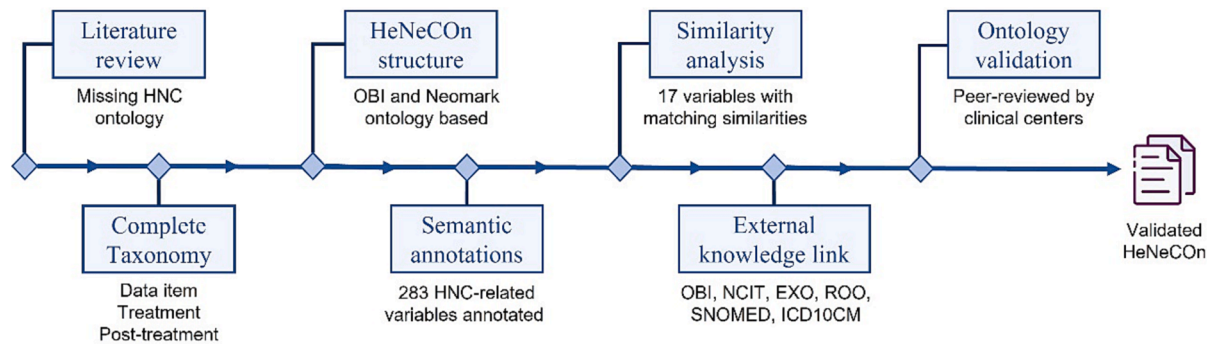 Literature
review
Missing HNC
ontology
Complete
Taxonomy
Data item
Treatment
Post-treatment
HeNeCOn
structure
OBI and Neomark
ontology based
Semantic
annotations
283 HNC-related
variables annotated
Similarity
analysis
17 variables with
matching similarities
External
knowledge link
OBI, NCIT, EXO, ROO,
SNOMED, ICD10CM
Ontology
validation
Peer-reviewed by
clinical centers
Validated
HeNeCOn